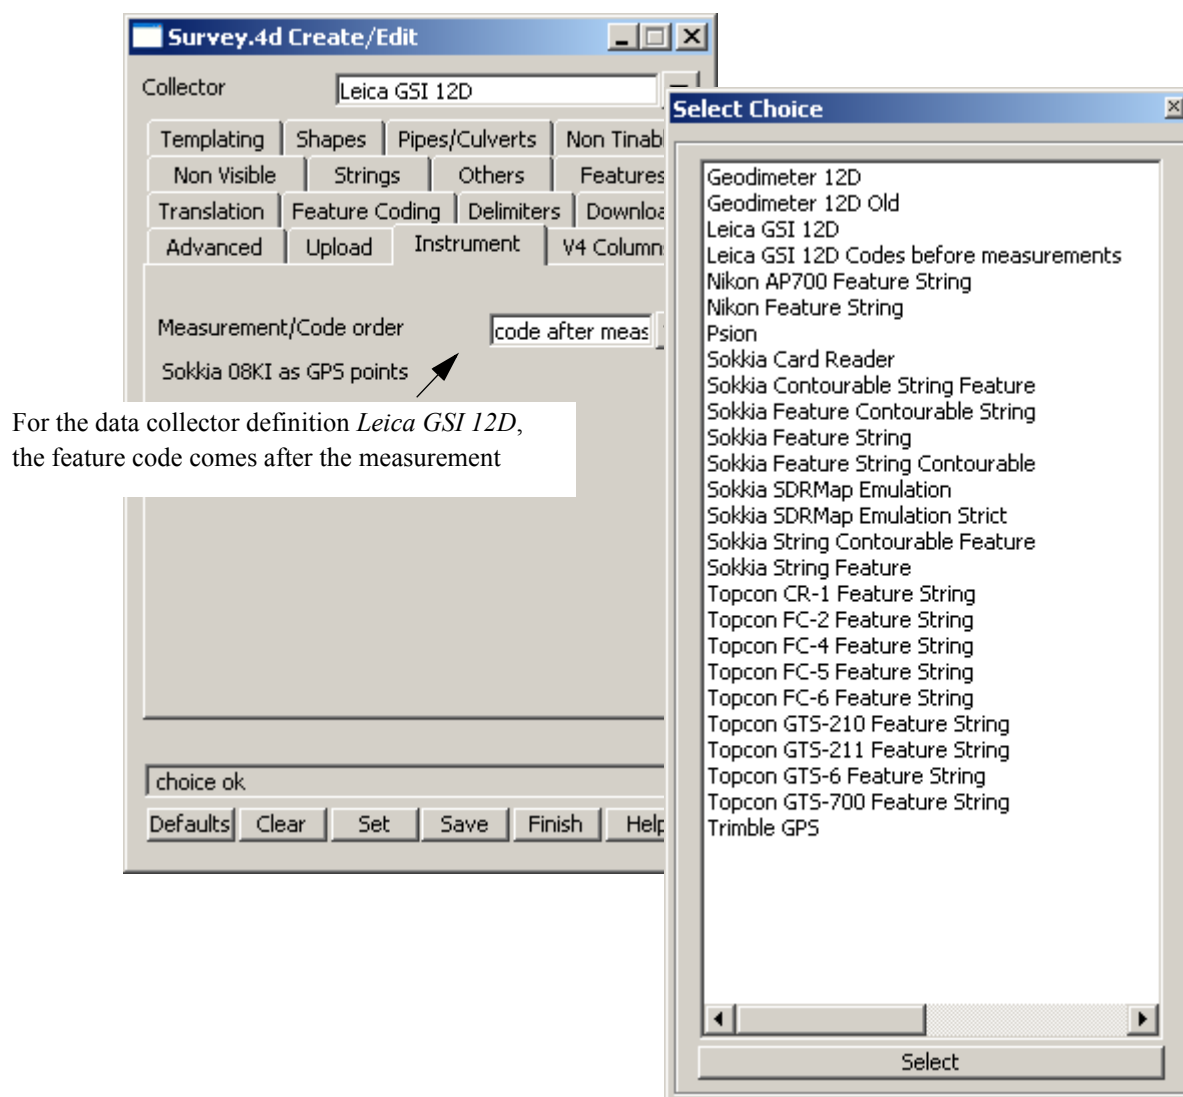 Survey.4d Create/Edit
Collector
Leica GSI 12D
Templating Shapes Pipes/Culverts Non Tinab
Non Visible Strings Others Features
Translation Feature Coding Delimiters Downloa
Advanced Upload Instrument V4 Column
Measurement/Code order
code after meas
Sokkia 08KI as GPS points
For the data collector definition Leica GSI 12D,
the feature code comes after the measurement
choice ok
Defaults Clear Set Save Finish Help
Select Choice
Geodimeter 12D
Geodimeter 12D Old
Leica GSI 12D
Leica GSI 12D Codes before measurements
Nikon AP700 Feature String
Nikon Feature String
Psion
Sokkia Card Reader
Sokkia Contourable String Feature
Sokkia Feature Contourable String
Sokkia Feature String
Sokkia Feature String Contourable
Sokkia SDRMap Emulation
Sokkia SDRMap Emulation Strict
Sokkia String Contourable Feature
Sokkia String Feature
Topcon CR-1 Feature String
Topcon FC-2 Feature String
Topcon FC-4 Feature String
Topcon FC-5 Feature String
Topcon FC-6 Feature String
Topcon GTS-210 Feature String
Topcon GTS-211 Feature String
Topcon GTS-6 Feature String
Topcon GTS-700 Feature String
Trimble GPS
Select